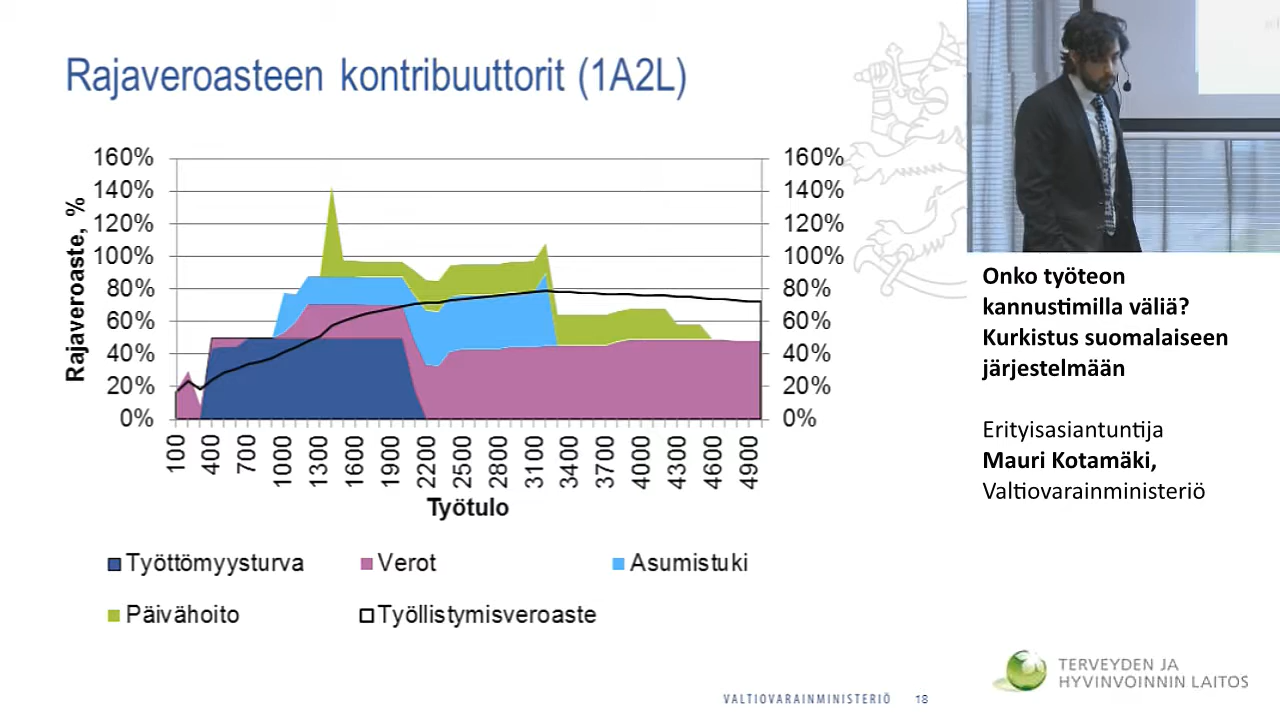 Rajaveroasteen kontribuuttorit (1A2L)
Rajaveroaste, %
160%
140%
120%
100%
80%
60%
40%
20%
0%
160%
140%
120%
100%
80%
60%
40%
20%
0%
100 400 700 1000 1300 1600 1900 2200 2500 2800 3100 3400 3700 4000 4300 4600 4900
Työtulo
Työttömyysturva Verot Asumistuki
Päivähoito Työllistymisveroaste
VALTIOVARAINMINISTERIÖ 18
Onko työteon
kannustimilla väliä?
Kurkistus suomalaiseen
järjestelmään
Erityisasiantuntija
Mauri Kotamäki,
Valtiovarainministeriö
TERVEYDEN JA
HYVINVOINNIN LAITOS